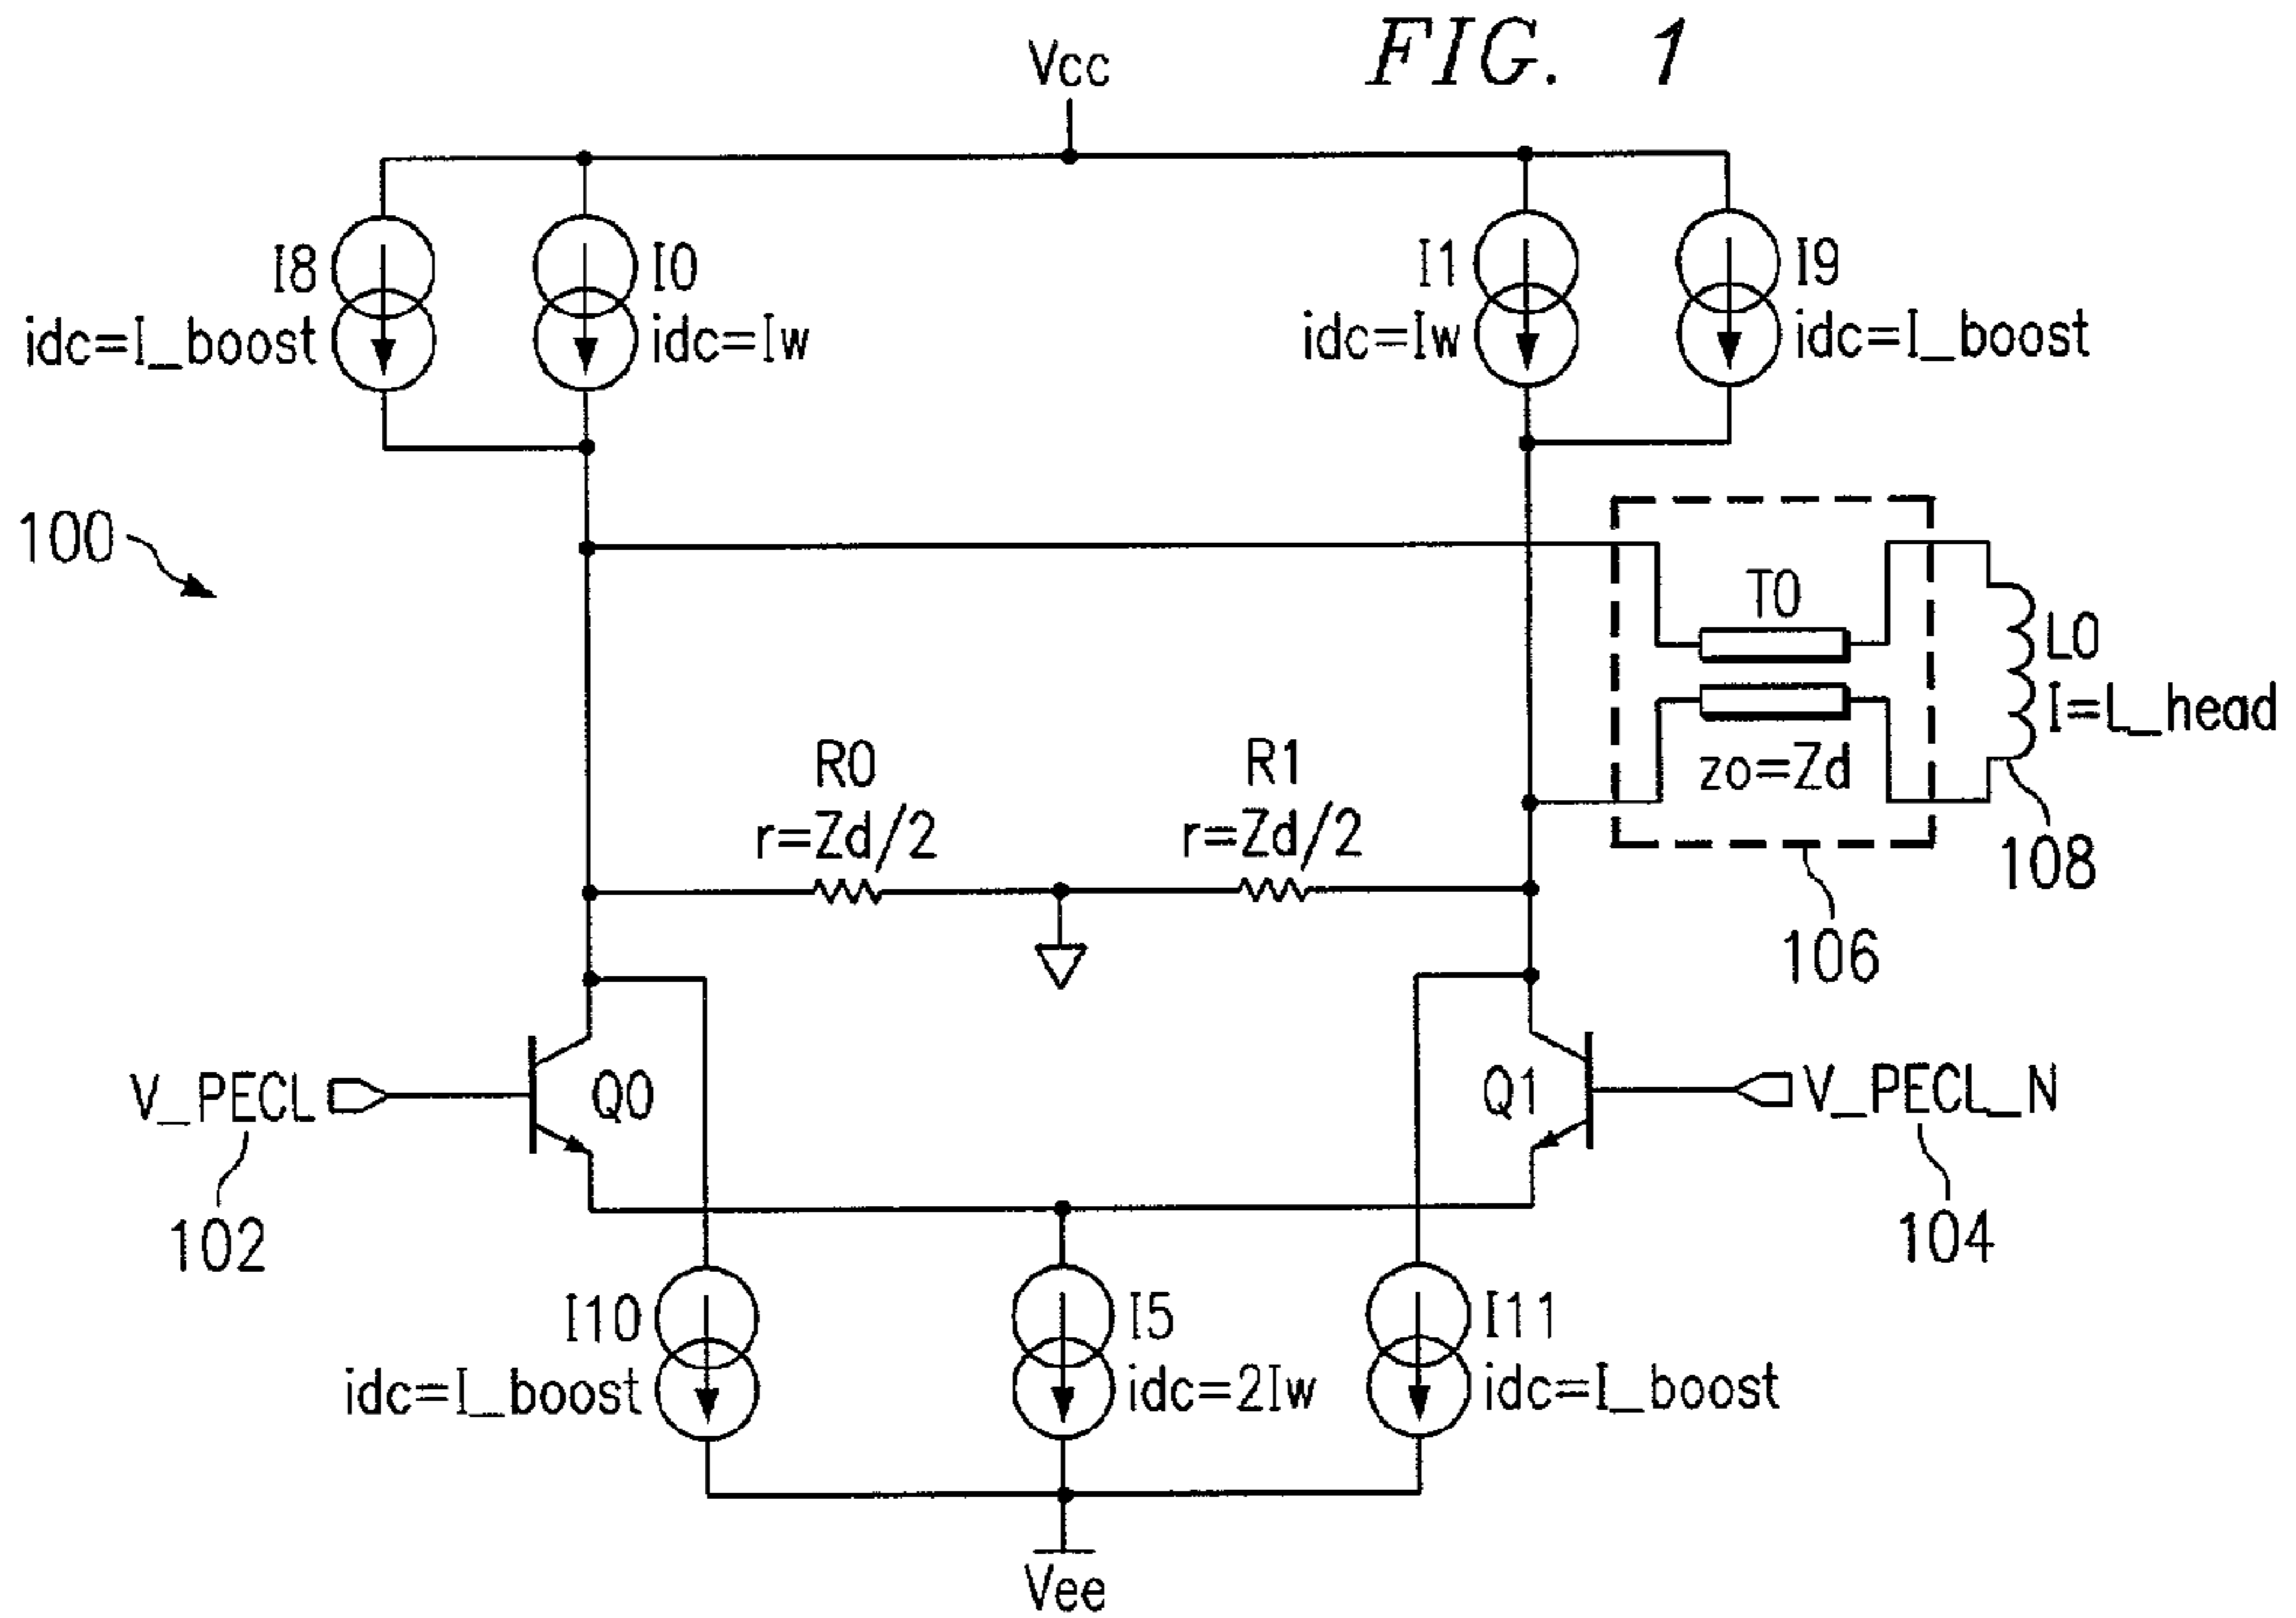 FIG. 1
Vcc
I8
idc=I_boost
I0
idc=Iw
I1
idc=Iw
I9
idc=I_boost
100
T0
zo=Zd
L0
I=L_head
R0
r=Zd/2
R1
r=Zd/2
108
106
V_PECL
Q0
Q1
V_PECL_N
102
104
I10
idc=I_boost
I5
idc=2Iw
I11
idc=I_boost
Vee